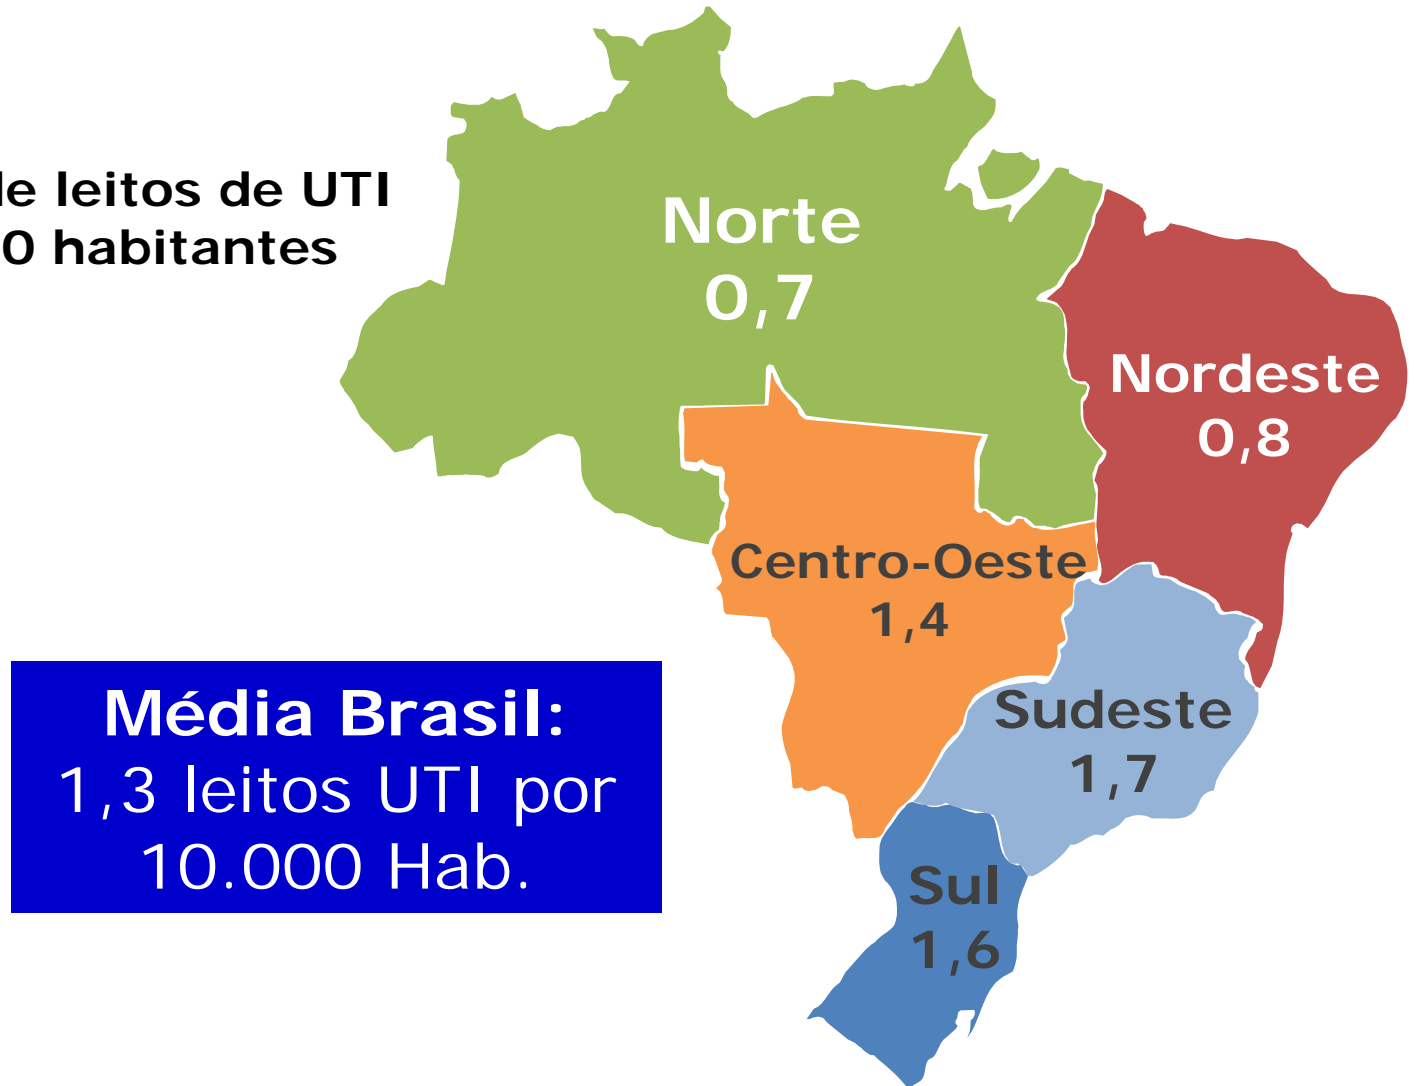 de leitos de UTI
0 habitantes
Norte
0,7
Nordeste
0,8
Centro-Oeste
1,4
Sudeste
1,7
Sul
1,6
Média Brasil:
1,3 leitos UTI por
10.000 Hab.